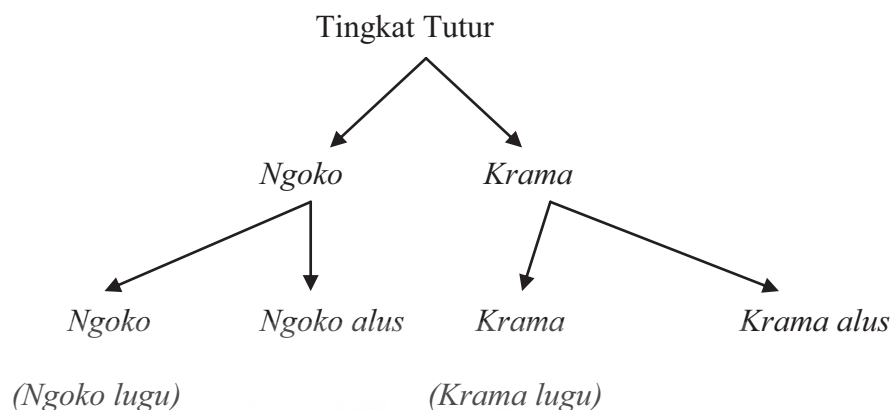 Tingkat Tutur
Ngoko Krama
Ngoko Ngoko alus Krama Krama alus
(Ngoko lugu) (Krama lugu)